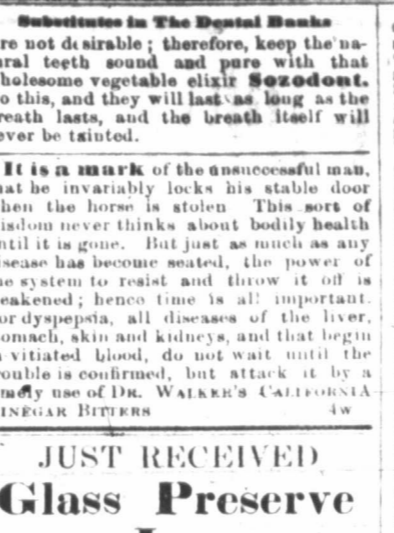 Substitutes in The Dental Ranks
re not desirable; therefore, keep the na-
ural teeth sound and pure with that
holesome vegetable elixir Sozodont.
o this, and they will last as long as the
reath lasts, and the breath itself will
ever be tainted.
It is a mark of the unsuccessful man,
hat he invariably locks his stable door
hen the horse is stolen This sort of
isdom never thinks about bodily health
ntil it is gone. But just as much as any
isease has become seated, the power of
he system to resist and throw it off is
eakened; hence time is all important.
or dyspepsia, all diseases of the liver,
tomach, skin and kidneys, and that begin
vitiated blood, do not wait until the
rouble is confirmed, but attack it by a
mely use of DR. WALKER'S CALIFORNIA
INEGAR BITTERS 4w
JUST RECEIVED
Glass Preserve